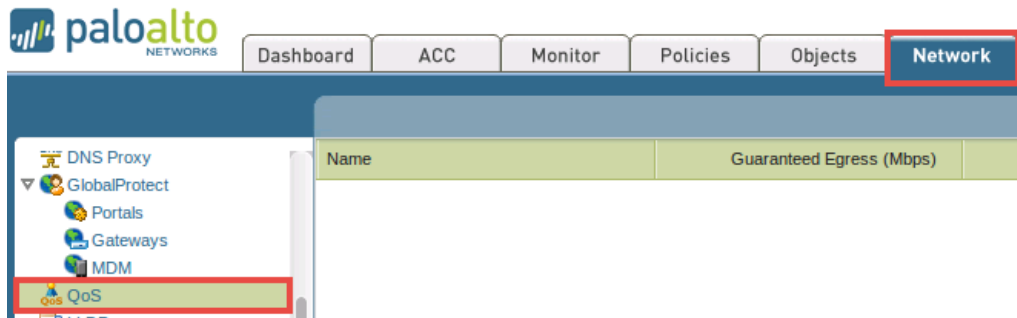 paloalto
NETWORKS
Dashboard ACC Monitor Policies Objects Network
DNS Proxy
Name Guaranteed Egress (Mbps)
GlobalProtect
Portals
Gateways
MDM
QoS QoS